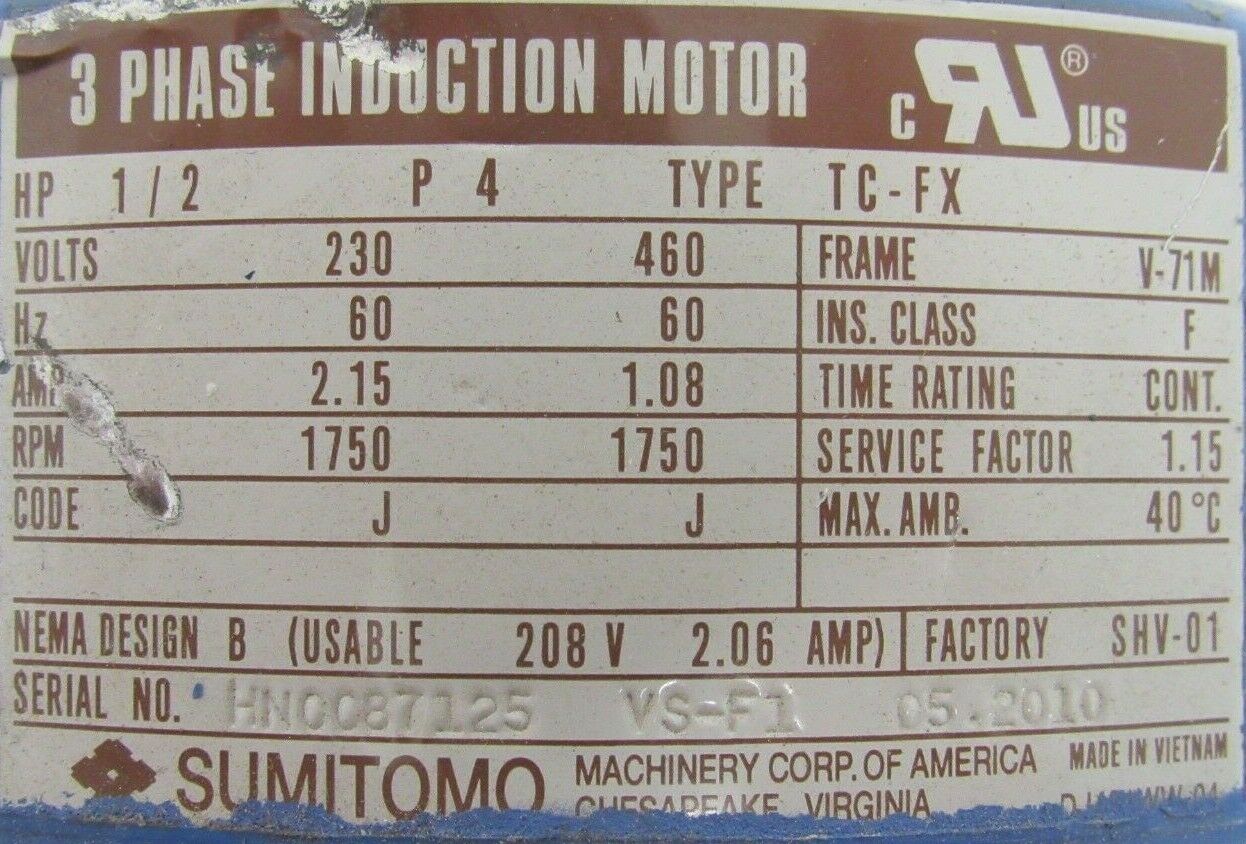 3 PHASE INDUCTION MOTOR c RU ® US
HP 1/2 P 4 TYPE TC-FX
VOLTS 230 460 FRAME V-71M
Hz 60 60 INS. CLASS F
AMP 2.15 1.08 TIME RATING CONT.
RPM 1750 1750 SERVICE FACTOR 1.15
CODE J J MAX. AMB. 40°C
NEMA DESIGN B (USABLE 208 V 2.06 AMP) FACTORY SHV-01
SERIAL NO. HNCC87125 VS-F1 05.2010
SUMITOMO MACHINERY CORP. OF AMERICA MADE IN VIETNAM
CHESAPEAKE, VIRGINIA